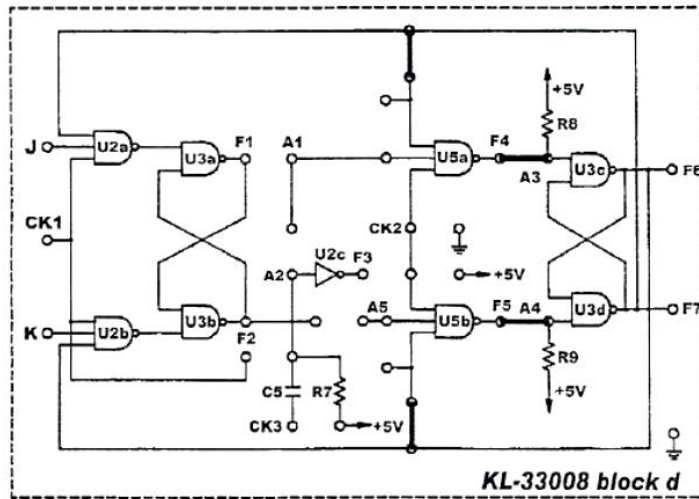 +5V
R8
J
U2a
U3a
F1
A1
U5a
F4
A3
U3c
F6
CK1
CK2
U2c
F3
A2
+5V
K
U2b
U3b
F2
A5
U5b
F5
A4
U3d
F7
C5
R7
R9
CK3
+5V
+5V
KL-33008 block d